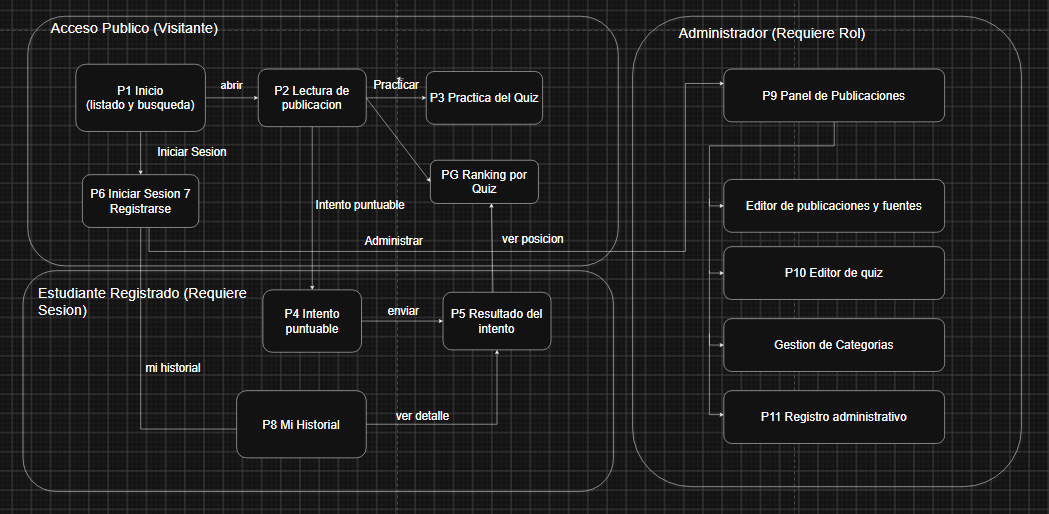 Acceso Publico (Visitante)
P1 Inicio
(listado y busqueda)
abrir
P2 Lectura de
publicacion
Practicar
P3 Practica del Quiz
Iniciar Sesion
P6 Iniciar Sesion 7
Registrarse
PG Ranking por
Quiz
Intento puntuable
Administrar
ver posicion
Estudiante Registrado (Requiere
Sesion)
P4 Intento
puntuable
enviar
P5 Resultado del
intento
mi historial
P8 Mi Historial
ver detalle
Administrador (Requiere Rol)
P9 Panel de Publicaciones
Editor de publicaciones y fuentes
P10 Editor de quiz
Gestion de Categorias
P11 Registro administrativo